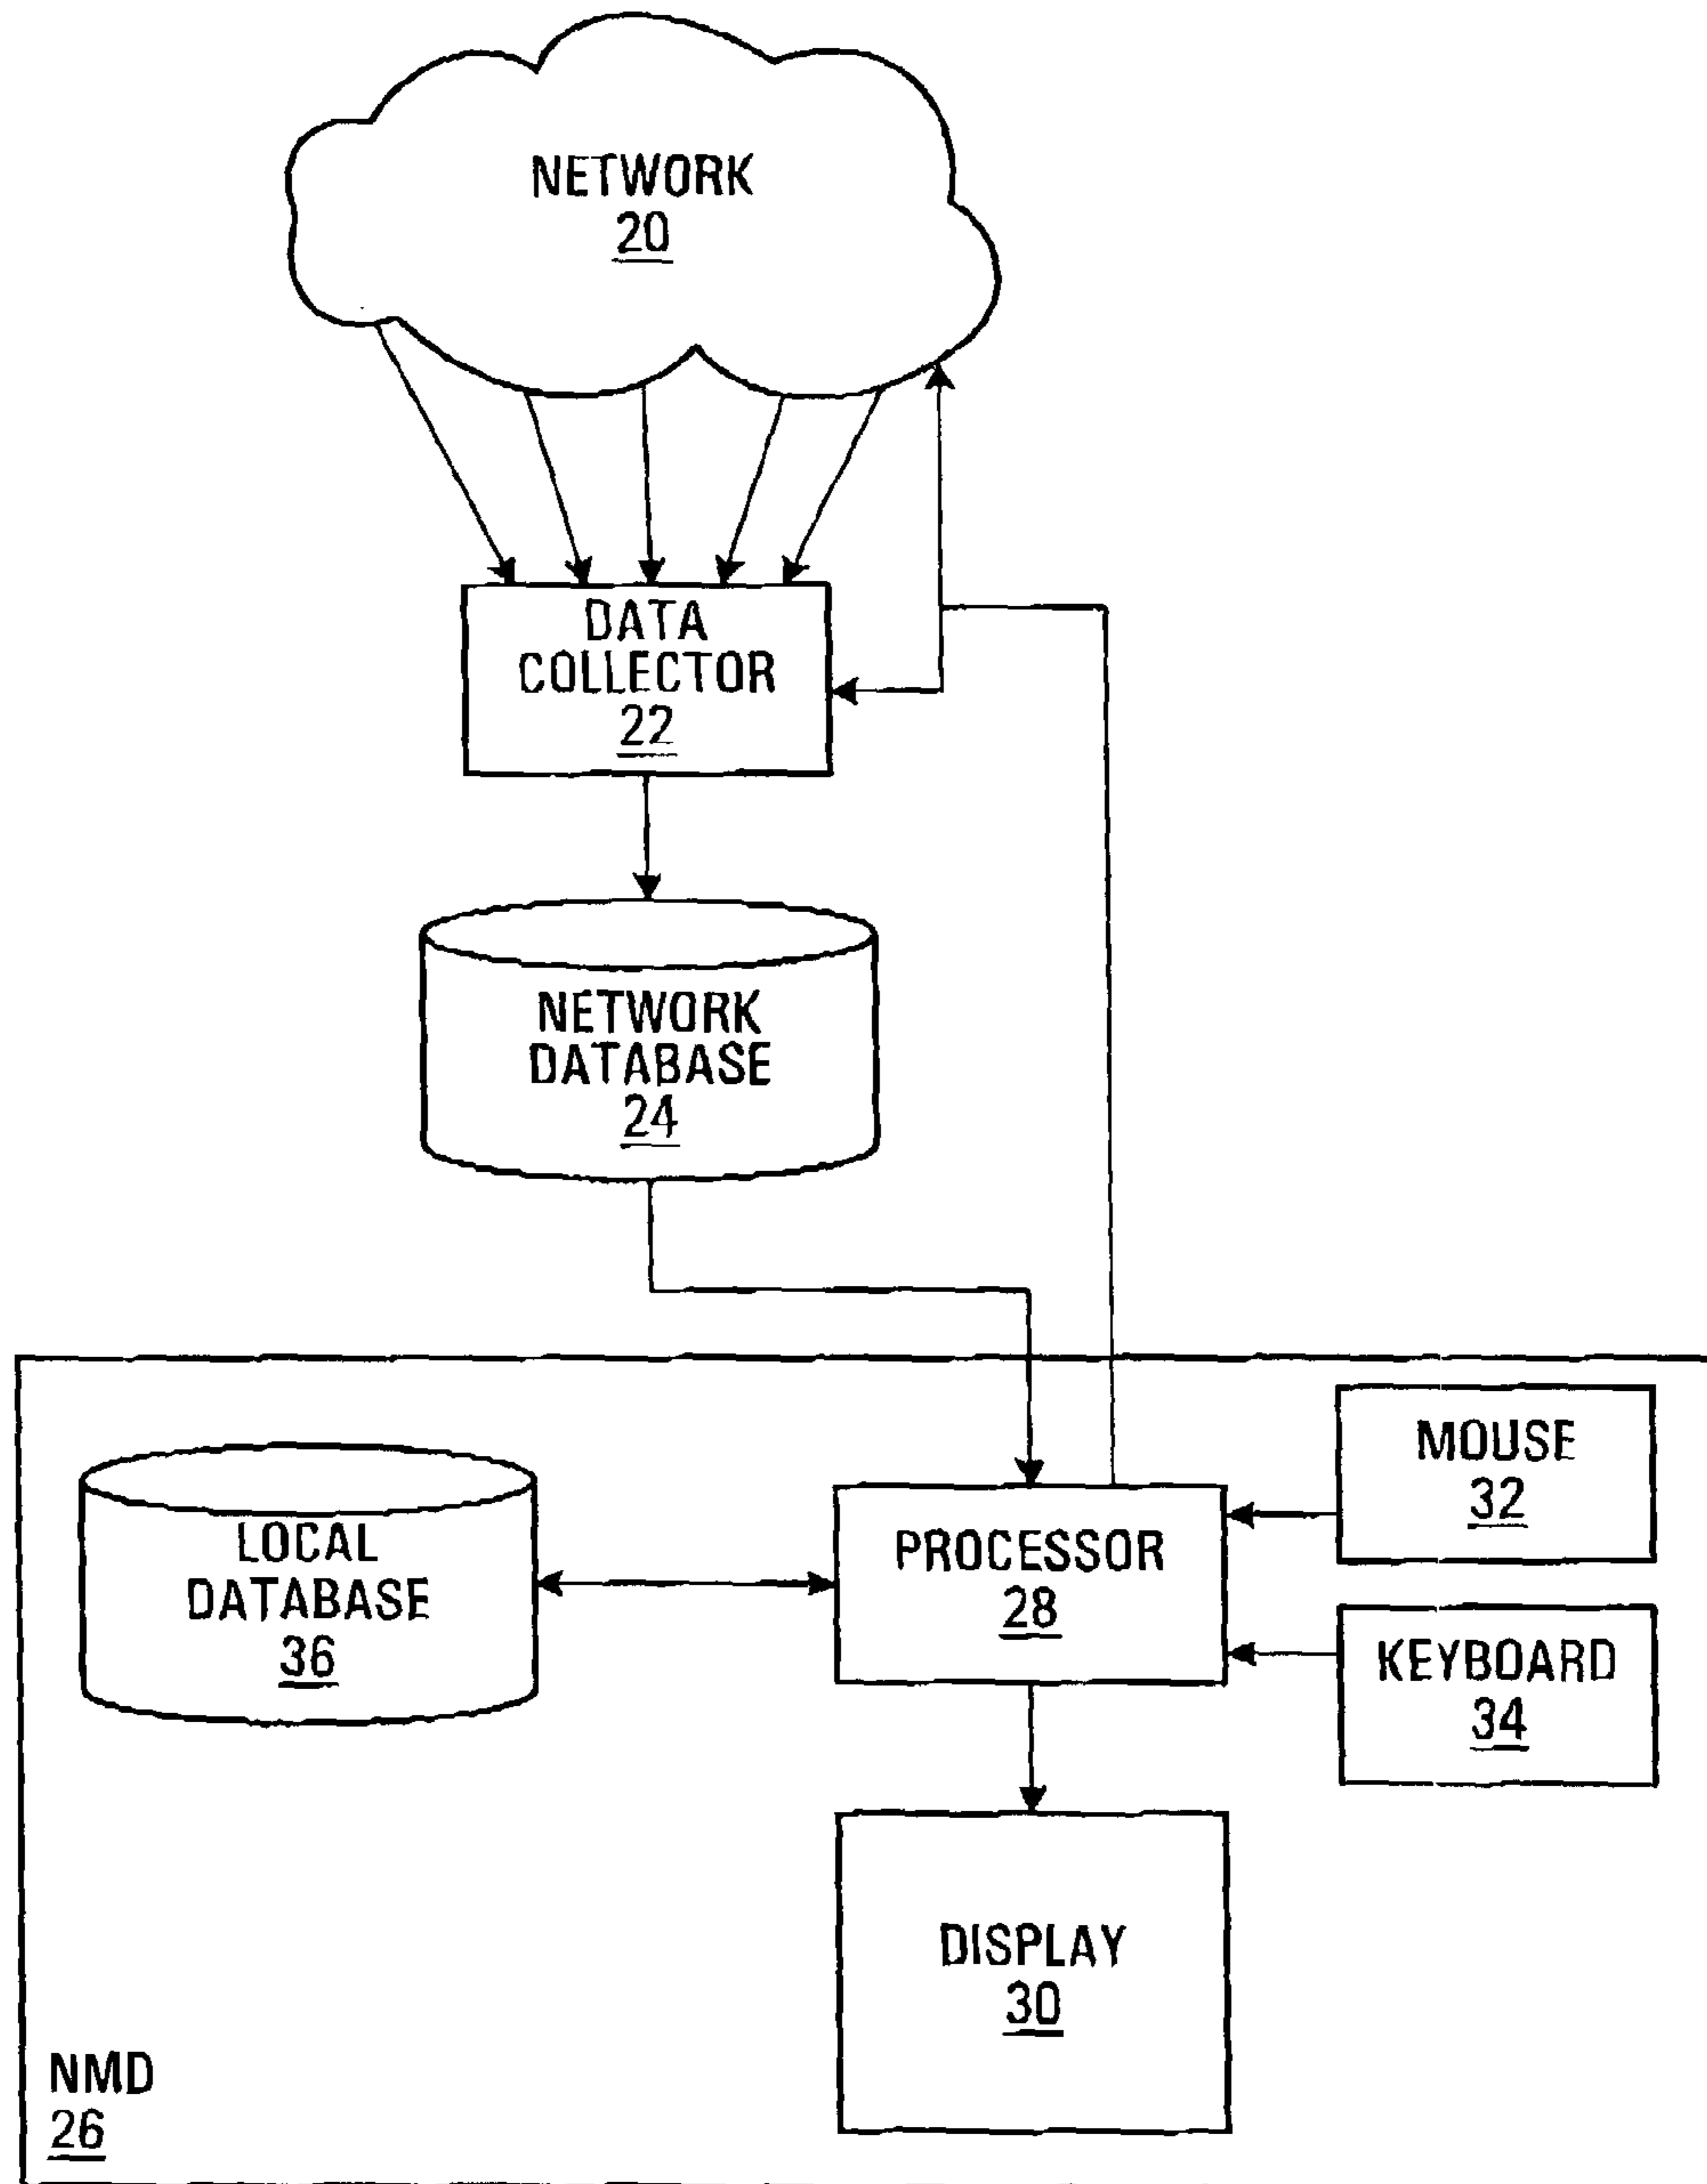 NETWORK
20
DATA
COLLECTOR
22
NETWORK
DATABASE
24
MOUSE
32
LOCAL
DATABASE
36
PROCESSOR
28
KEYBOARD
34
DISPLAY
30
NMD
26